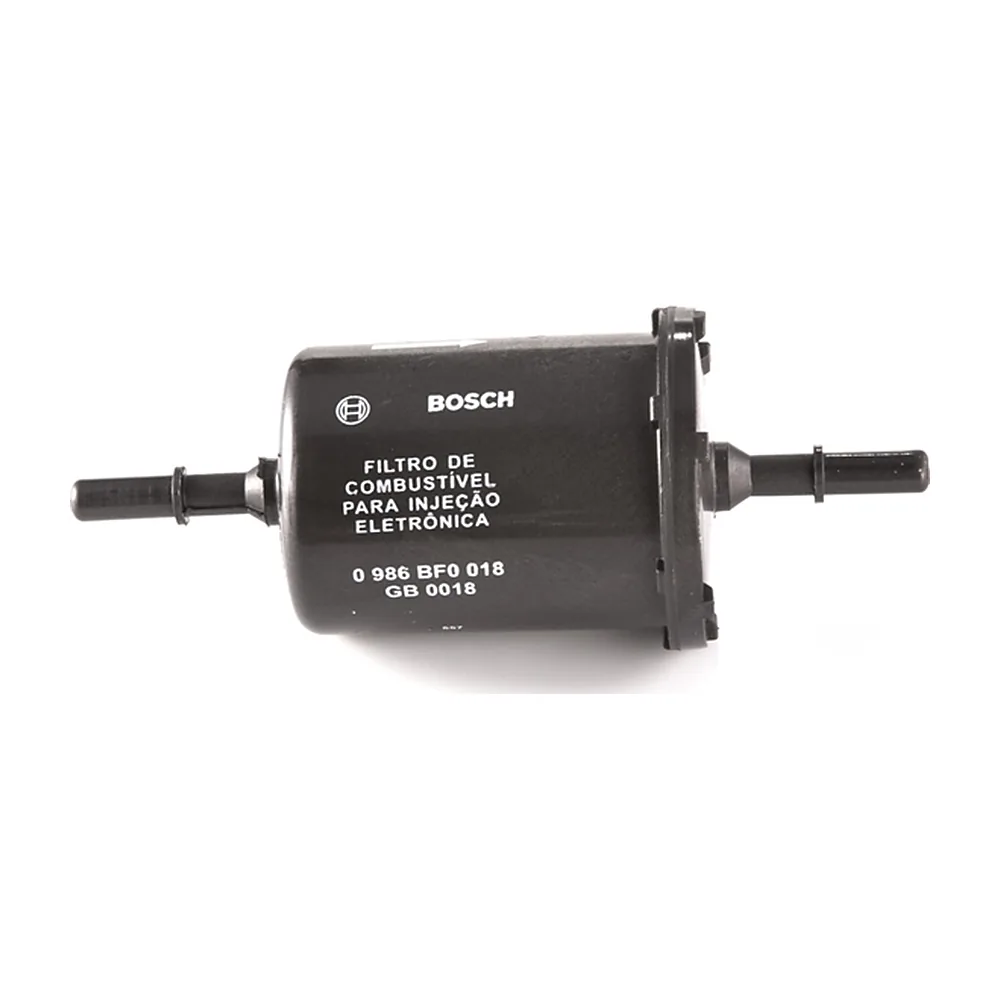 BOSCH
FILTRO DE
COMBUSTÍVEL
PARA INJEÇÃO
ELETRÔNICA
0 986 BF0 018
GB 0018